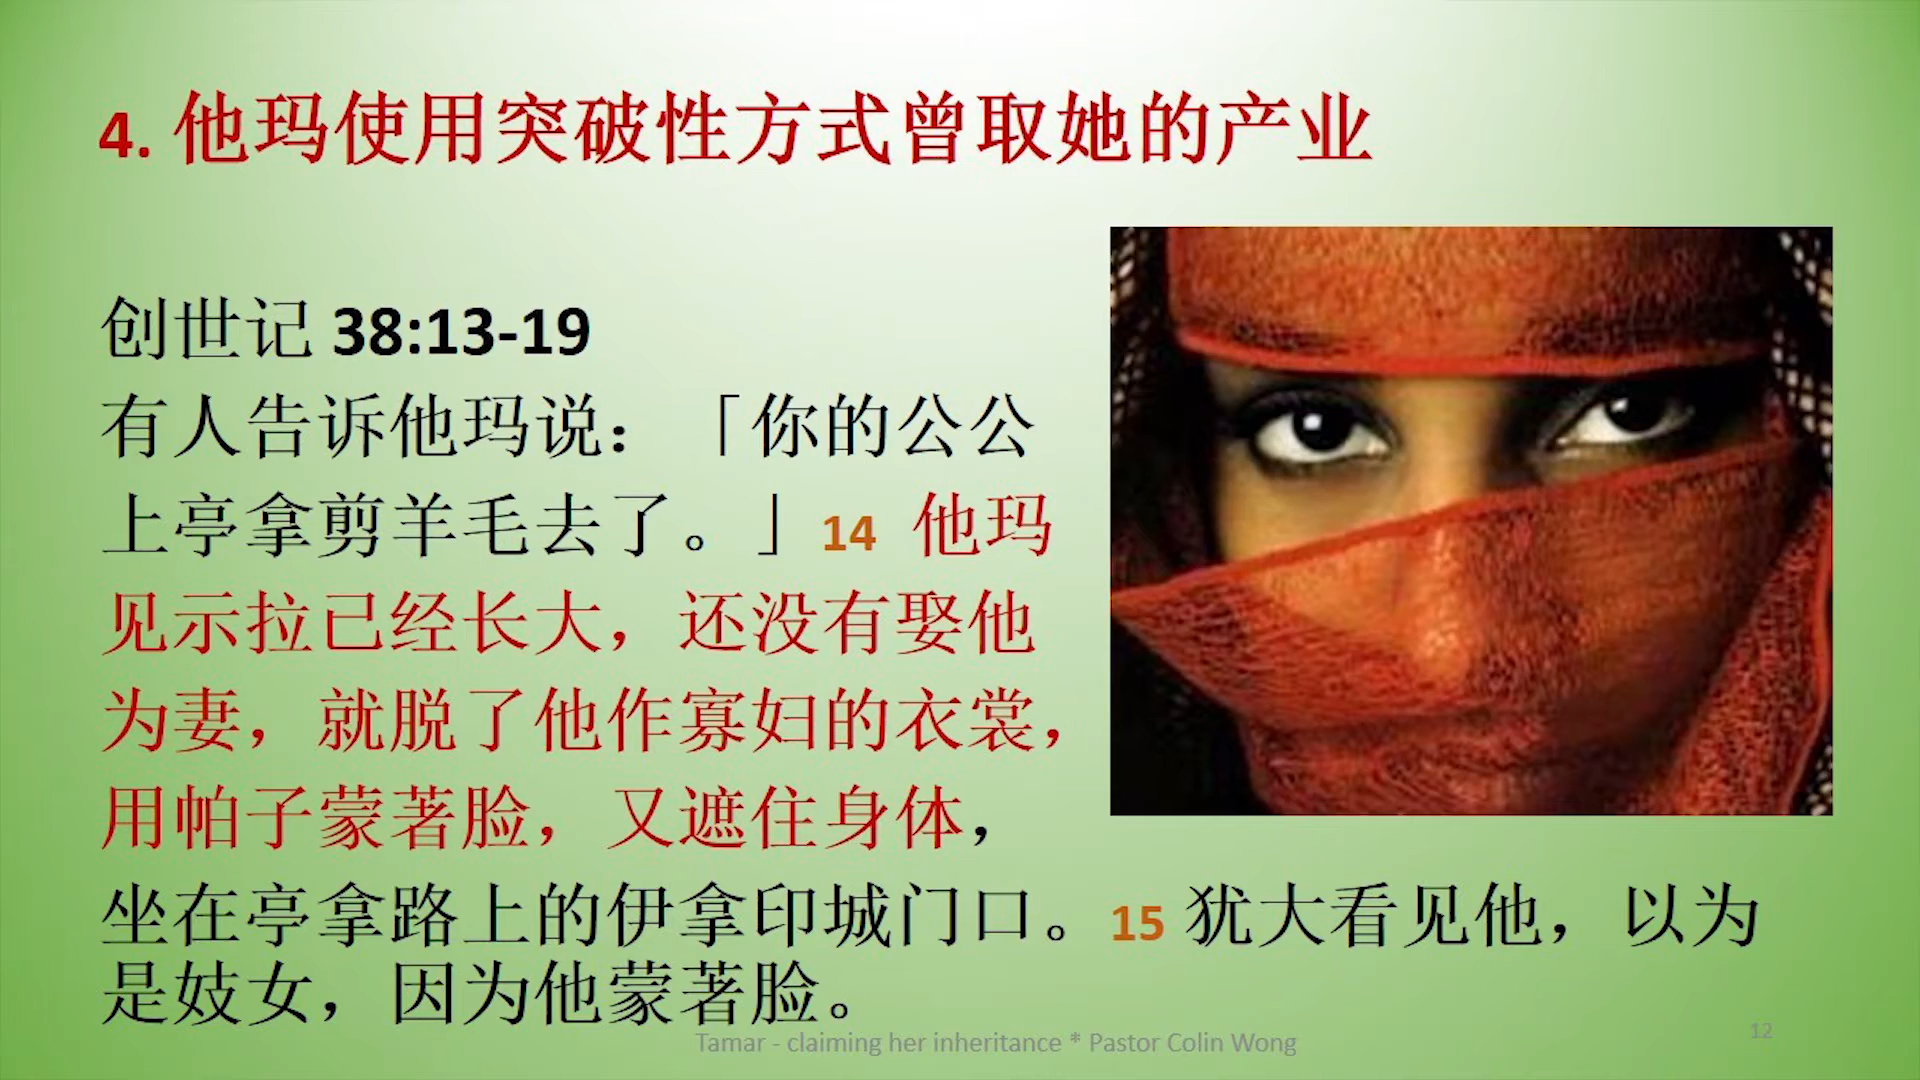 4. 他玛使用突破性方式曾取她的产业
创世记 38:13-19
有人告诉他玛说：「你的公公
上亭拿剪羊毛去了。」14 他玛
见示拉已经长大，还没有娶他
为妻，就脱了他作寡妇的衣裳，
用帕子蒙著脸，又遮住身体，
坐在亭拿路上的伊拿印城门口。15 犹大看见他，以为
是妓女，因为他蒙著脸。
Tamar - claiming her inheritance * Pastor Colin Wong
12